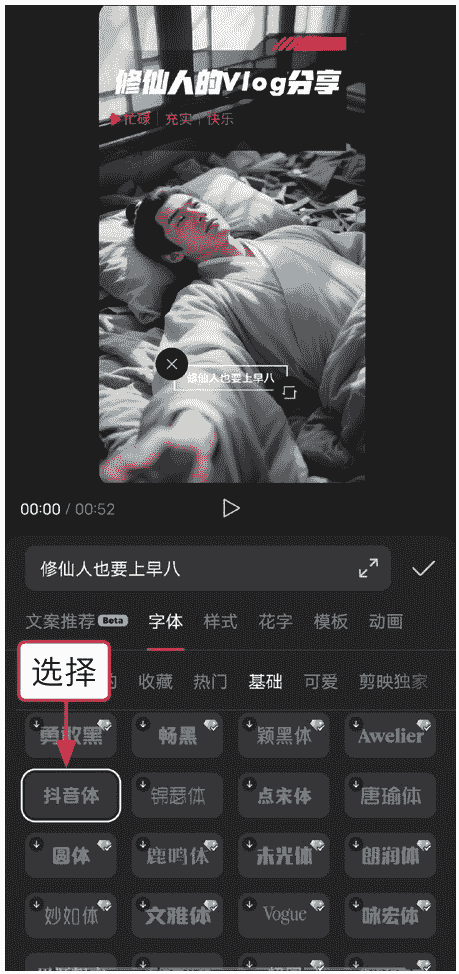 修仙人的Vlog分享
忙碌 | 充实 | 快乐
修仙人也要上早八
00:00 / 00:52
修仙人也要上早八
文案推荐 Beta 字体 样式 花字 模板 动画
选择
收藏 热门 基础 可爱 剪映独家
勇敢黑 畅黑 颖黑体 Awelier
抖音体 锦瑟体 点宋体 唐瑜体
圆体 鹿鸣体 未光体 朗润体
妙如体 文雅体 Vogue 咏宏体